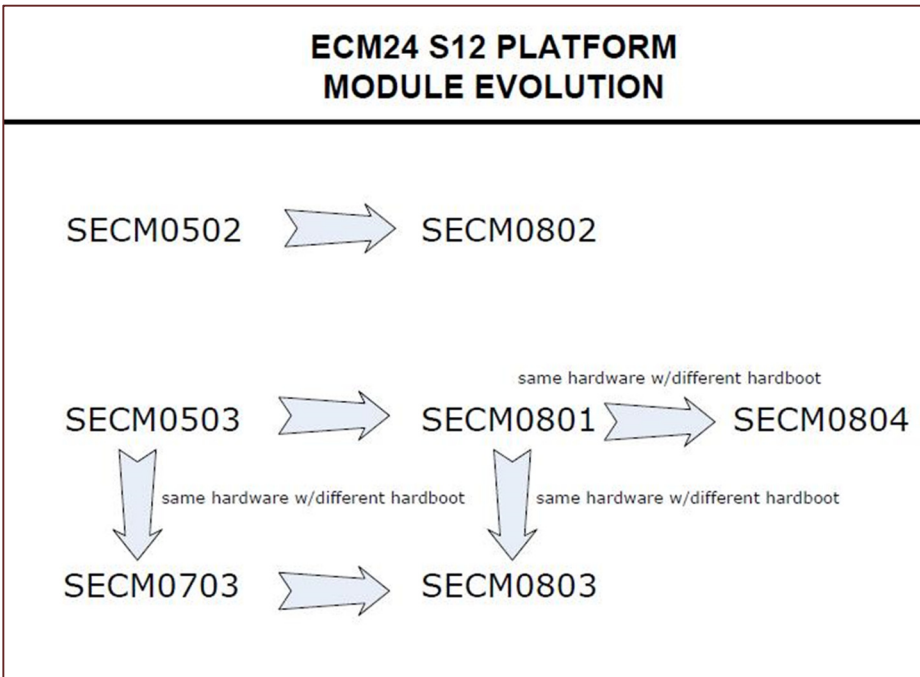 ECM24 S12 PLATFORM
MODULE EVOLUTION
SECM0502
SECM0802
same hardware w/different hardboot
SECM0503
SECM0801
SECM0804
same hardware w/different hardboot
same hardware w/different hardboot
SECM0703
SECM0803